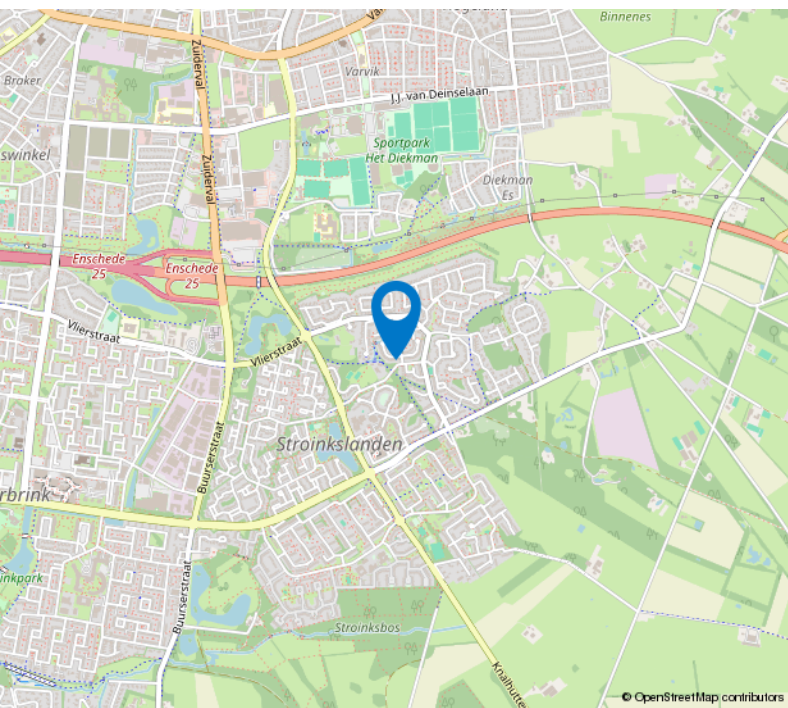 Binnenes
Zuiderval
Braker
Varvik
J.J. van Deinselaan
Sportpark
Het Diekman
swinkel
Zuiderval
Diekman
Es
Enschede
25
Enschede
25
Vlierstraat
Vlierstraat
Stroinkslanden
Buurserstraat
rbrink
inkpark
Buurserstraat
Stroinksbos
Knalhutte
© OpenStreetMap contributors